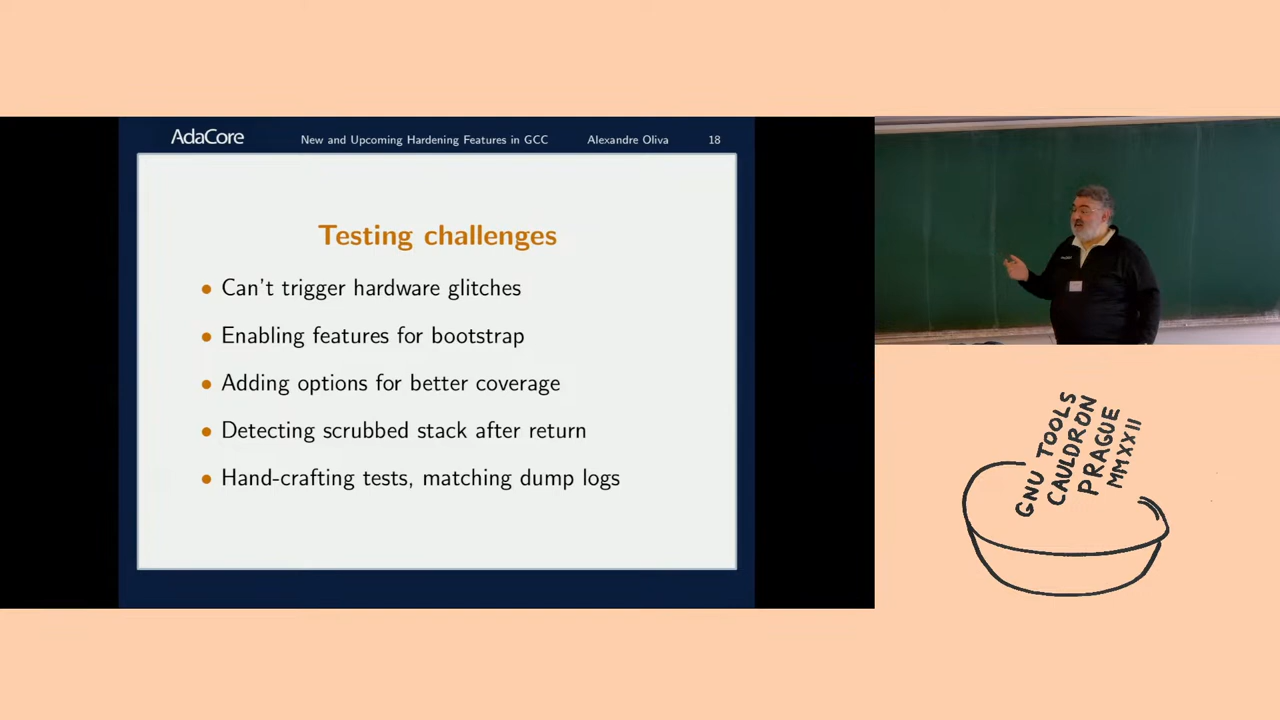 AdaCore New and Upcoming Hardening Features in GCC Alexandre Oliva 18
Testing challenges
• Can't trigger hardware glitches
• Enabling features for bootstrap
• Adding options for better coverage
• Detecting scrubbed stack after return
• Hand-crafting tests, matching dump logs
GNU TOOLS
CAULDRON
PRAGUE
MMXXII